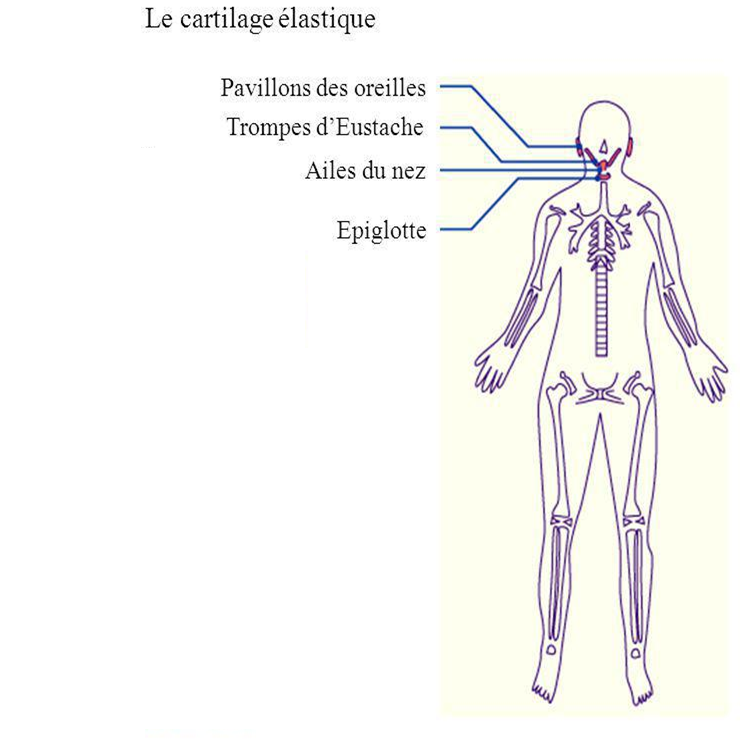 Le cartilage élastique
Pavillons des oreilles
Trompes d’Eustache
Ailes du nez
Epiglotte